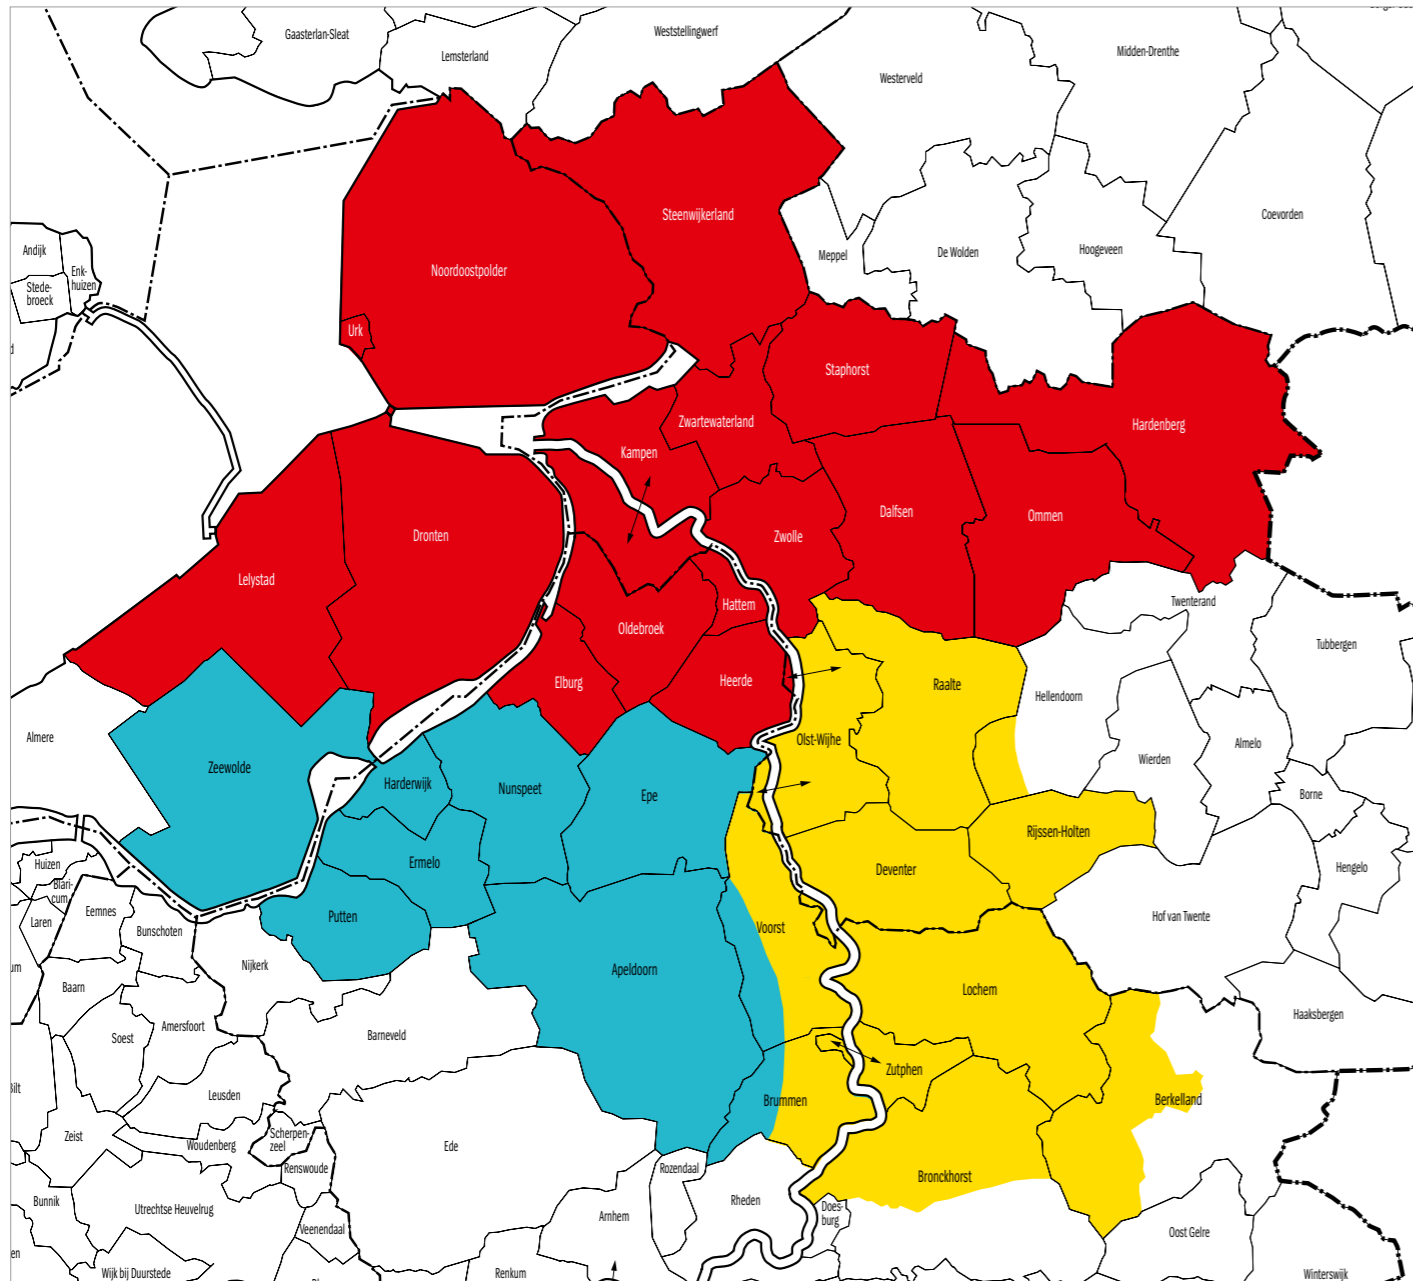 Gaasterlan-Sleat
Lemsterland
Weststellingwerf
Westerveld
Midden-Drenthe
Steenwijkerland
Coevorden
Andijk
Enk-
huizen
Stede-
broeck
Noordoostpolder
Meppel
De Wolden
Hoogeveen
Urk
Staphorst
Zwartewaterland
Hardenberg
Kampen
Dalfsen
Ommen
Dronten
Zwolle
Lelystad
Hattem
Twenterand
Oldebroek
Tubbergen
Elburg
Heerde
Raalte
Hellendoorn
Almere
Olst-Wijhe
Almelo
Wierden
Zeewolde
Harderwijk
Nunspeet
Epe
Borne
Rijssen-Holten
Huizen
Ermelo
Deventer
Hengelo
Blari-
cum
Laren
Eemnes
Putten
Hof van Twente
Bunschoten
Voorst
Nijkerk
um
Apeldoorn
Baarn
Lochem
Haaksbergen
Amersfoort
Soest
Barneveld
Zutphen
Bilt
Leusden
Brummen
Berkelland
Zeist
Scherpen-
zeel
Woudenberg
Ede
Renswoude
Rozendaal
Bronckhorst
Bunnik
Utrechtse Heuvelrug
Rheden
Does-
burg
Arnhem
Veenendaal
Oost Gelre
en
Wijk bij Duurstede
Renkum
Winterswijk